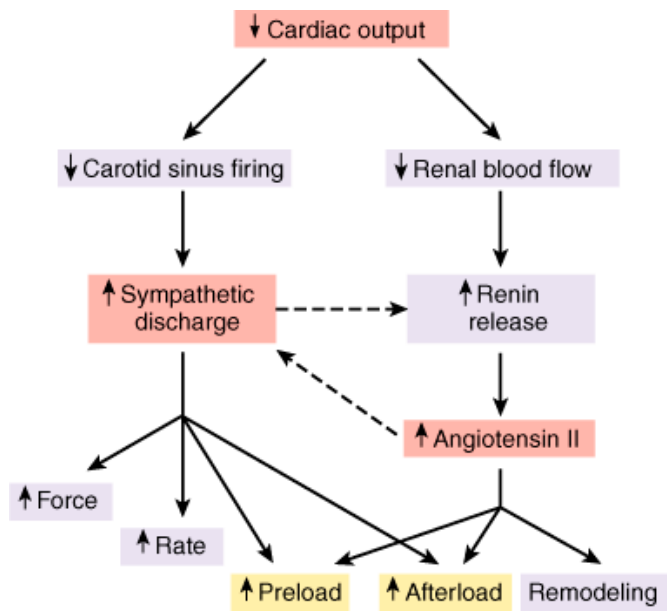 ↓ Cardiac output
↓ Carotid sinus firing
↓ Renal blood flow
↑ Sympathetic
discharge
↑ Renin
release
↑ Angiotensin II
↑ Force
↑ Rate
↑ Preload
↑ Afterload
Remodeling